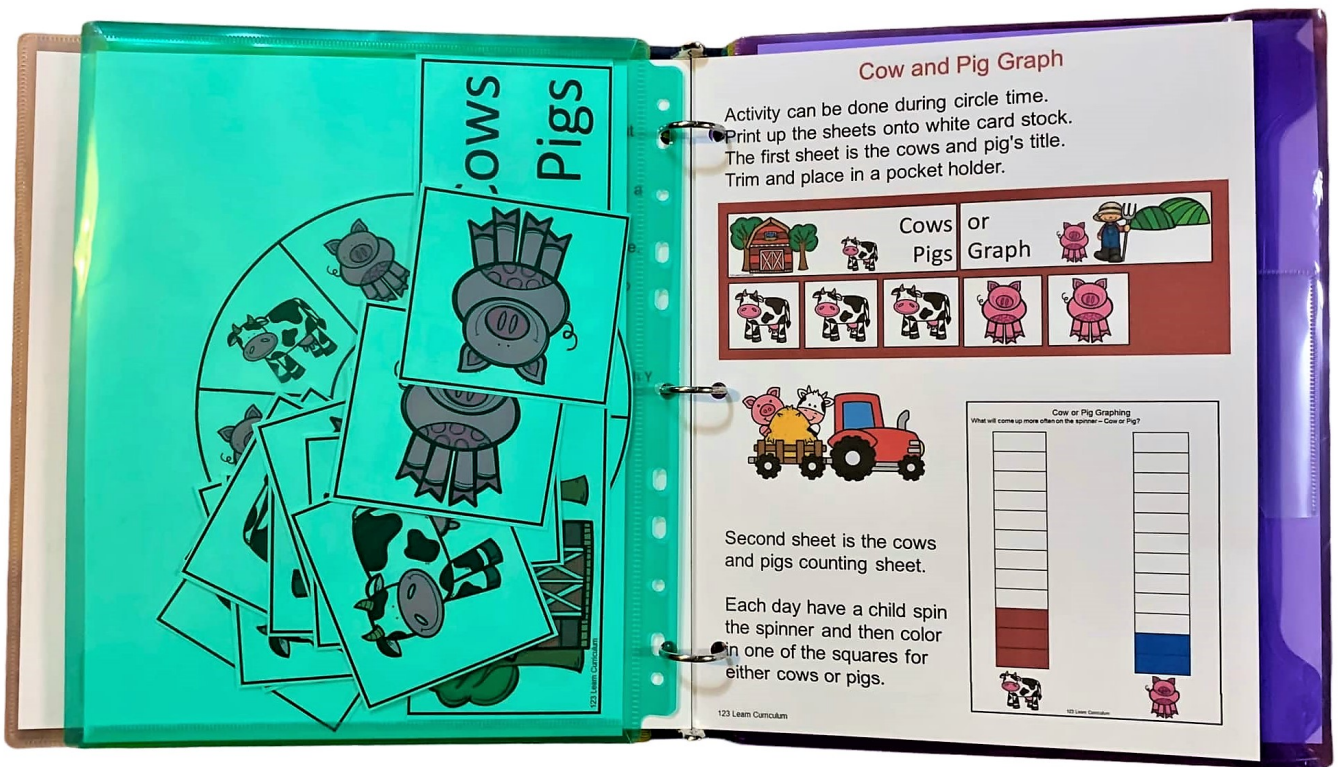 Cows
Pigs
123 Learn Curriculum
Cow and Pig Graph
Activity can be done during circle time.
Print up the sheets onto white card stock.
The first sheet is the cows and pig's title.
Trim and place in a pocket holder.
Cows or
Pigs Graph
Cow or Pig Graphing
What will come up more often on the spinner – Cow or Pig?
Second sheet is the cows
and pigs counting sheet.
Each day have a child spin
the spinner and then color
in one of the squares for
either cows or pigs.
123 Learn Curriculum
123 Learn Curriculum